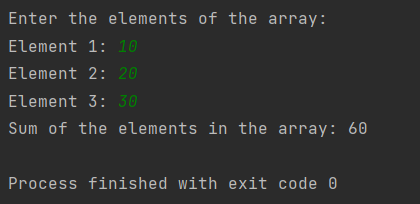 Enter the elements of the array:
Element 1: 10
Element 2: 20
Element 3: 30
Sum of the elements in the array: 60
Process finished with exit code 0